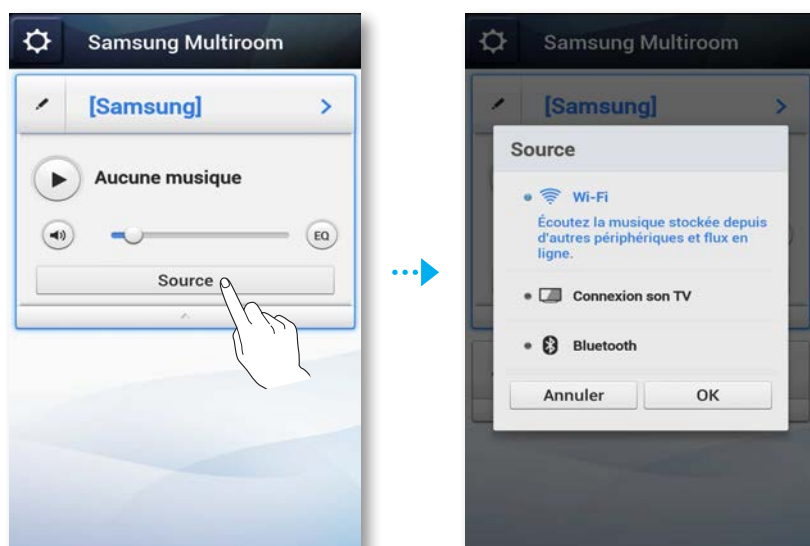 Samsung Multiroom
[Samsung]
Aucune musique
EQ
Source
Samsung Multiroom
[Samsung]
Source
Wi-Fi
Écoutez la musique stockée depuis
d'autres périphériques et flux en
ligne.
Connexion son TV
Bluetooth
Annuler OK